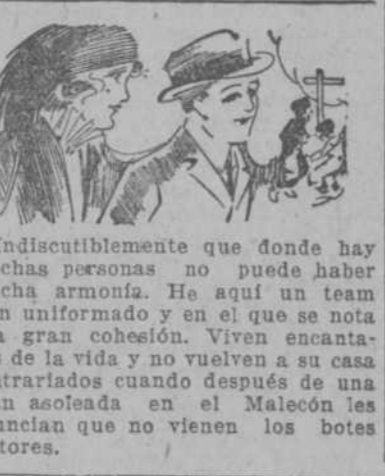 Indiscutiblemente que donde hay
chas personas no puede haber
cha armonía. He aquí un team
n uniformado y en el que se nota
a gran cohesión. Viven encanta-
s de la vida y no vuelven a su casa
ntrariados cuando después de una
n asoleada en el Malecón les
uncian que no vienen los botes
tores.